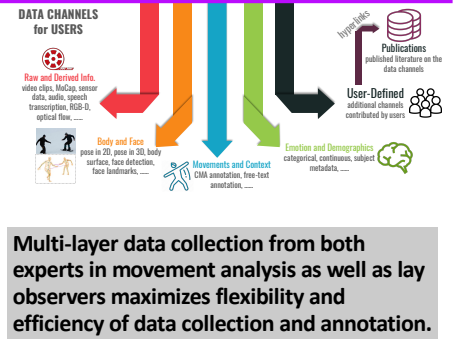 DATA CHANNELS
for USERS
hyperlinks
Publications
published literature on the
data channels
Raw and Derived Info.
video clips, MoCap, sensor
data, audio, speech
transcription, RGB-D,
optical flow, ......
User-Defined
additional channels
contributed by users
Body and Face
pose in 2D, pose in 3D, body
surface, face detection,
face landmarks, ......
Movements and Context
CMA annotation, free-text
annotation, ......
Emotion and Demographics
categorical, continuous, subject
metadata, ......
Multi-layer data collection from both
experts in movement analysis as well as lay
observers maximizes flexibility and
efficiency of data collection and annotation.